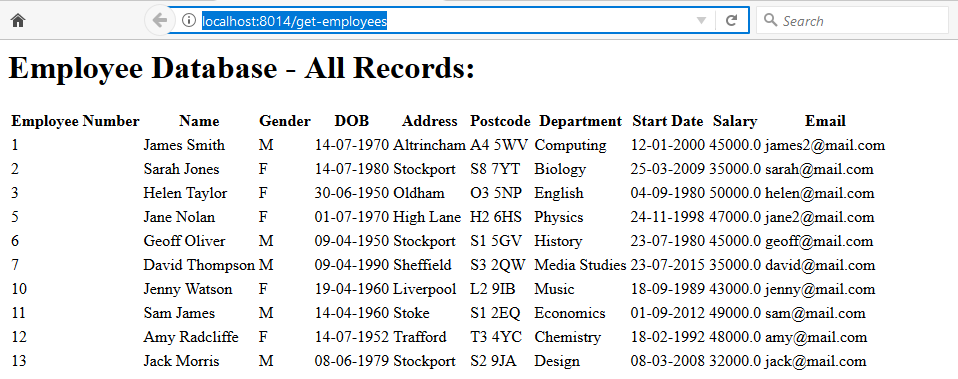 localhost:8014/get-employees
Search
Employee Database - All Records:
Employee Number Name Gender DOB Address Postcode Department Start Date Salary Email
1 James Smith M 14-07-1970 Altrincham A4 5WV Computing 12-01-2000 45000.0 james2@mail.com
2 Sarah Jones F 14-07-1980 Stockport S8 7YT Biology 25-03-2009 35000.0 sarah@mail.com
3 Helen Taylor F 30-06-1950 Oldham O3 5NP English 04-09-1980 50000.0 helen@mail.com
5 Jane Nolan F 01-07-1970 High Lane H2 6HS Physics 24-11-1998 47000.0 jane2@mail.com
6 Geoff Oliver M 09-04-1950 Stockport S1 5GV History 23-07-1980 45000.0 geoff@mail.com
7 David Thompson M 09-04-1990 Sheffield S3 2QW Media Studies 23-07-2015 35000.0 david@mail.com
10 Jenny Watson F 19-04-1960 Liverpool L2 9IB Music 18-09-1989 43000.0 jenny@mail.com
11 Sam James M 14-04-1960 Stoke S1 2EQ Economics 01-09-2012 49000.0 sam@mail.com
12 Amy Radcliffe F 14-07-1952 Trafford T3 4YC Chemistry 18-02-1992 48000.0 amy@mail.com
13 Jack Morris M 08-06-1979 Stockport S2 9JA Design 08-03-2008 32000.0 jack@mail.com